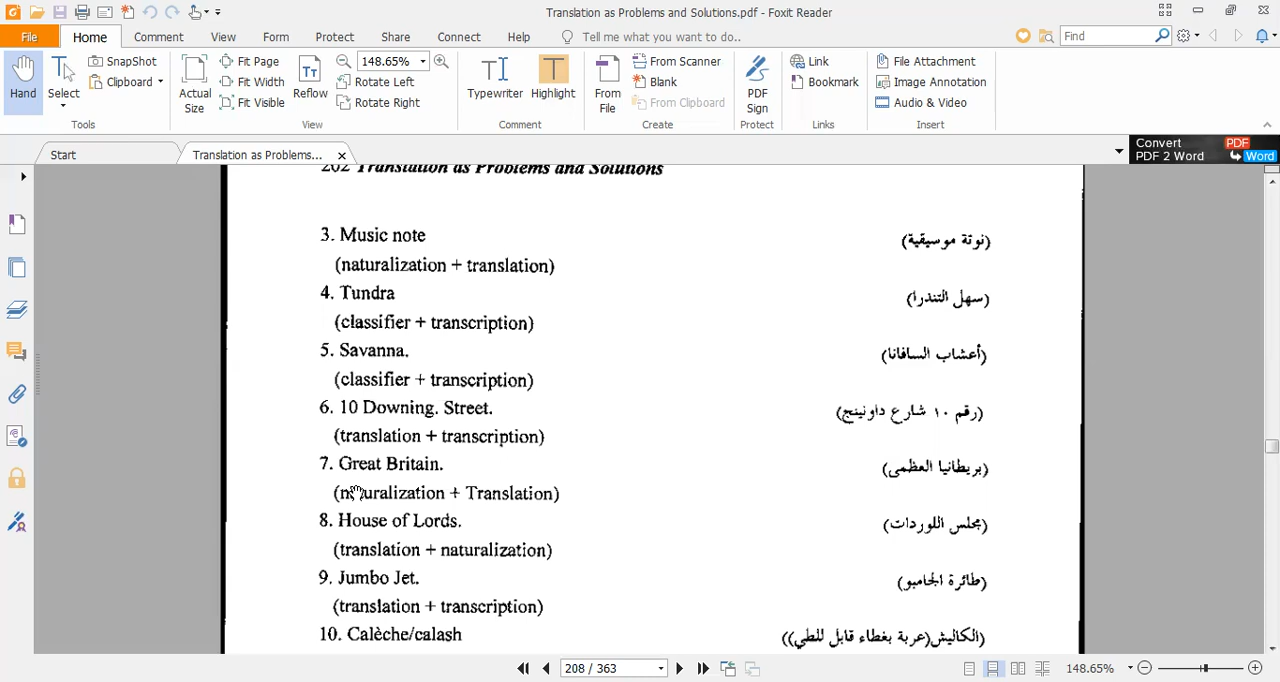 Translation as Problems and Solutions.pdf - Foxit Reader
File Home Comment View Form Protect Share Connect Help Tell me what you want to do.. Find
Hand
Select
SnapShot
Clipboard
Tools
Actual Size
Fit Page
Fit Width
Fit Visible
Reflow
148.65%
Rotate Left
Rotate Right
View
Typewriter
Highlight
Comment
From File
From Scanner
Blank
From Clipboard
Create
PDF Sign
Protect
Link
Bookmark
Links
File Attachment
Image Annotation
Audio & Video
Insert
Start
Translation as Problems...
Convert PDF
PDF 2 Word Word
202 Translation as Problems and Solutions
3. Music note (نوتة موسيقية)
(naturalization + translation)
4. Tundra (سهل التندرا)
(classifier + transcription)
5. Savanna. (أعشاب السافانا)
(classifier + transcription)
6. 10 Downing. Street. (رقم ١٠ شارع داونينج)
(translation + transcription)
7. Great Britain. (بريطانيا العظمى)
(naturalization + Translation)
8. House of Lords. (مجلس اللوردات)
(translation + naturalization)
9. Jumbo Jet. (طائرة الجامبو)
(translation + transcription)
10. Calèche/calash (الكاليش(عربة بغطاء قابل للطي))
208 / 363
148.65%